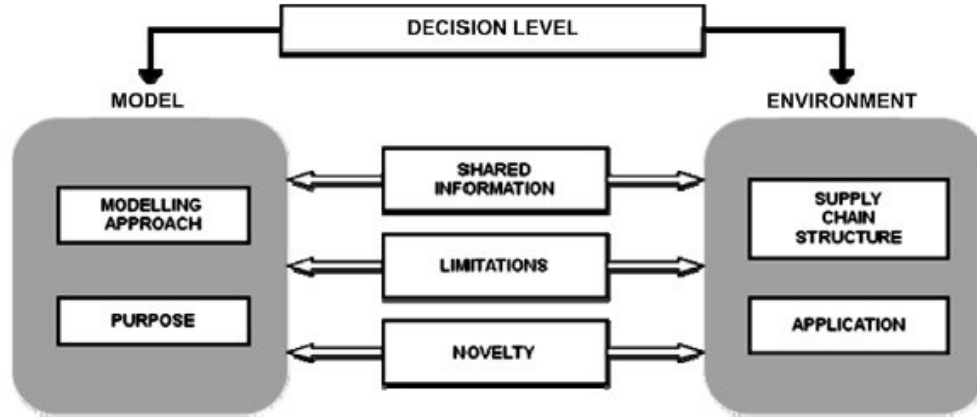 DECISION LEVEL
MODEL
ENVIRONMENT
SHARED
INFORMATION
MODELLING
APPROACH
SUPPLY
CHAIN
STRUCTURE
LIMITATIONS
PURPOSE
APPLICATION
NOVELTY